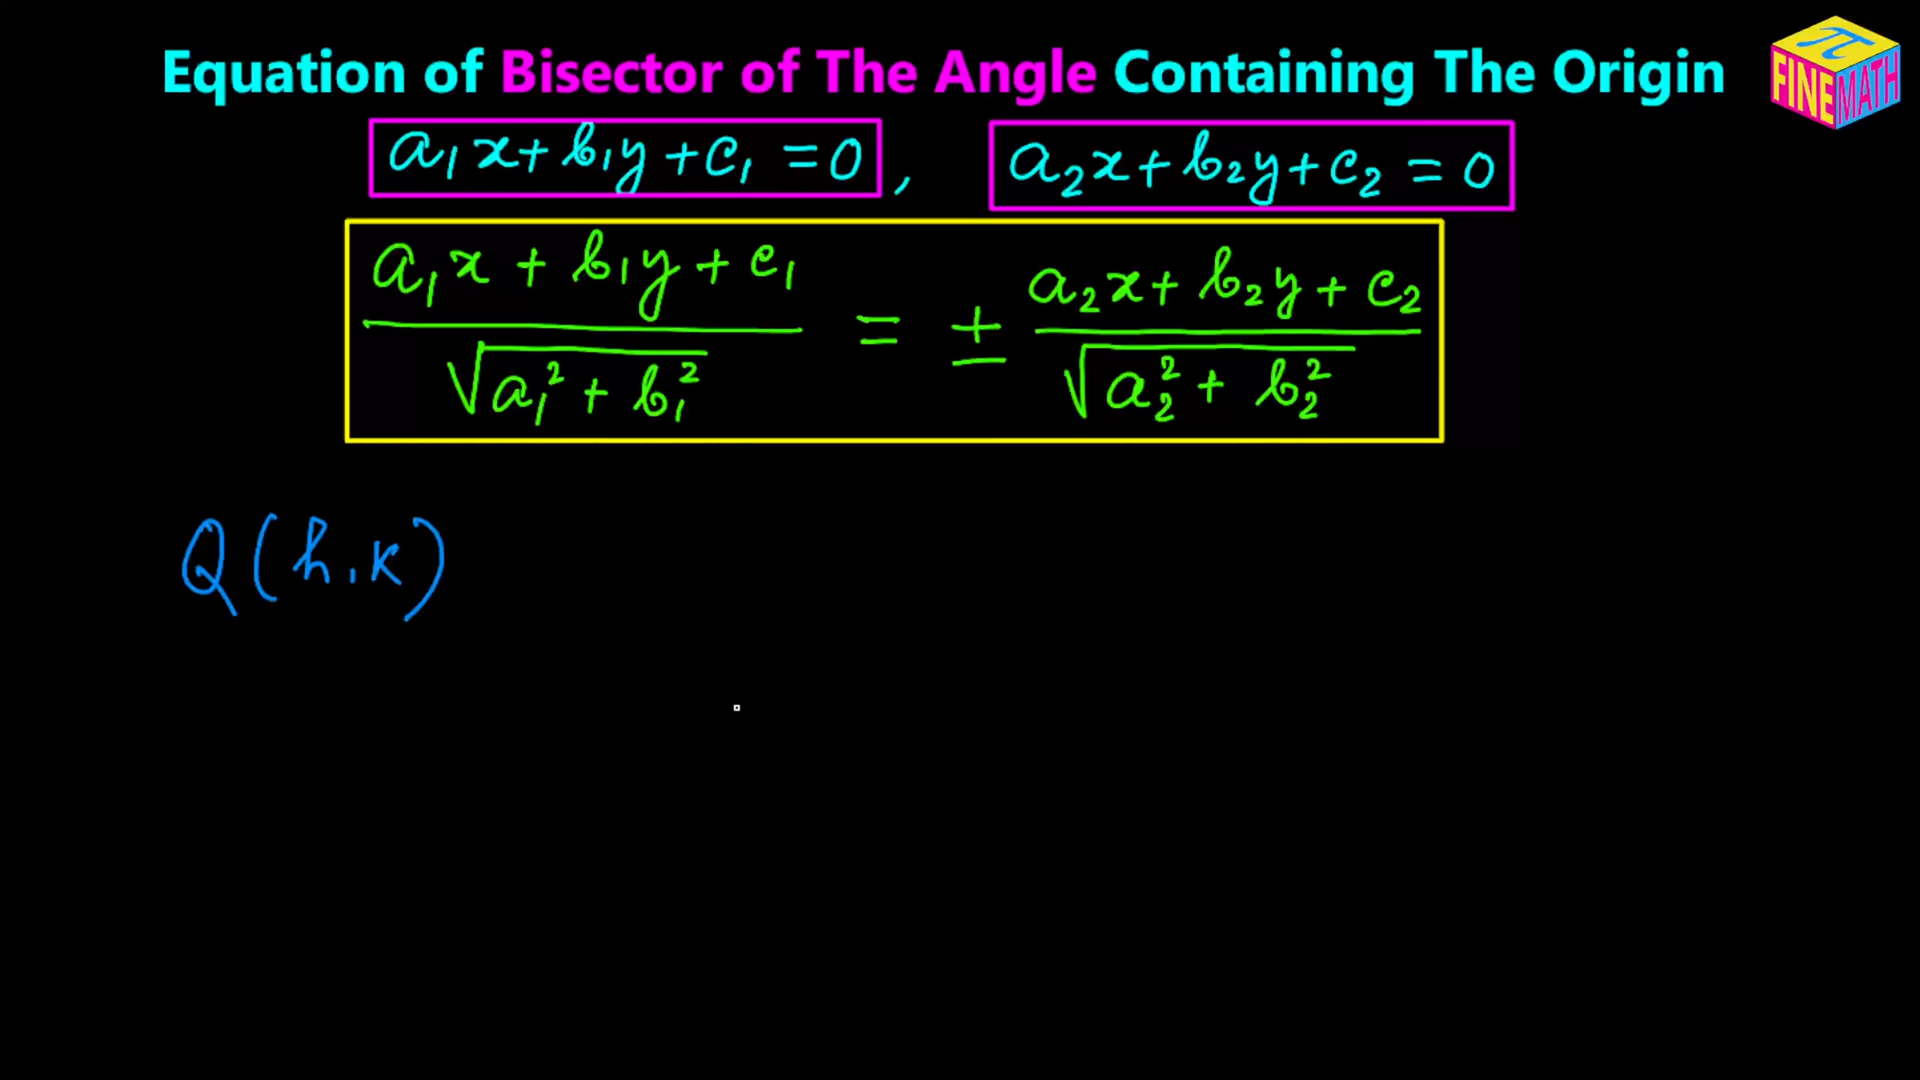 Equation of Bisector of The Angle Containing The Origin
π
FINE MATH
a₁x + b₁y + c₁ = 0 , a₂x + b₂y + c₂ = 0
a₁x + b₁y + c₁ / √a₁² + b₁² = ± a₂x + b₂y + c₂ / √a₂² + b₂²
Q(h,k)